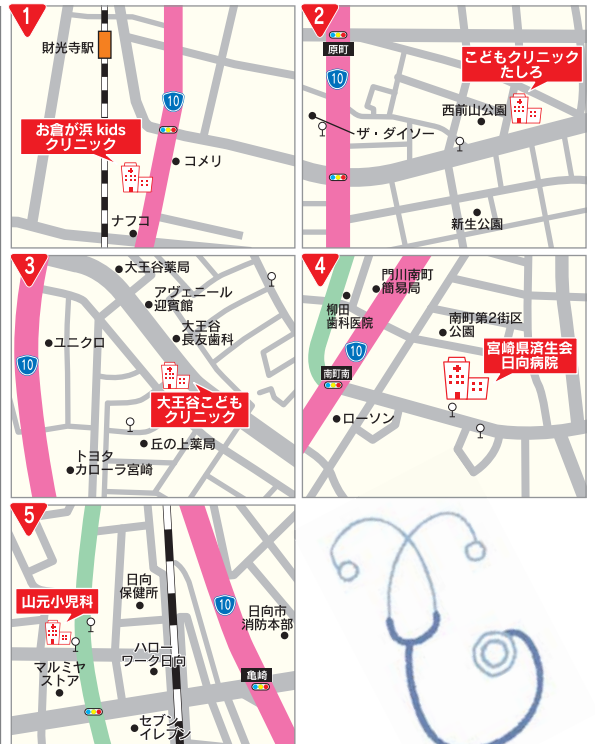 1
財光寺駅
10
お倉が浜 kids
クリニック
コメリ
ナフコ
2
原町
10
こどもクリニック
たしろ
西前山公園
ザ・ダイソー
新生公園
3
大王谷薬局
アヴェニール
迎賀館
大王谷
長友歯科
ユニクロ
10
大王谷こども
クリニック
丘の上薬局
トヨタ
カローラ宮崎
4
門川南町
簡易局
柳田
歯科医院
南町第2街区
公園
10
宮崎県済生会
日向病院
南町南
ローソン
5
日向
保健所
山元小児科
10
日向市
消防本部
ハロー
ワーク日向
マルミヤ
ストア
亀崎
セブン
イレブン